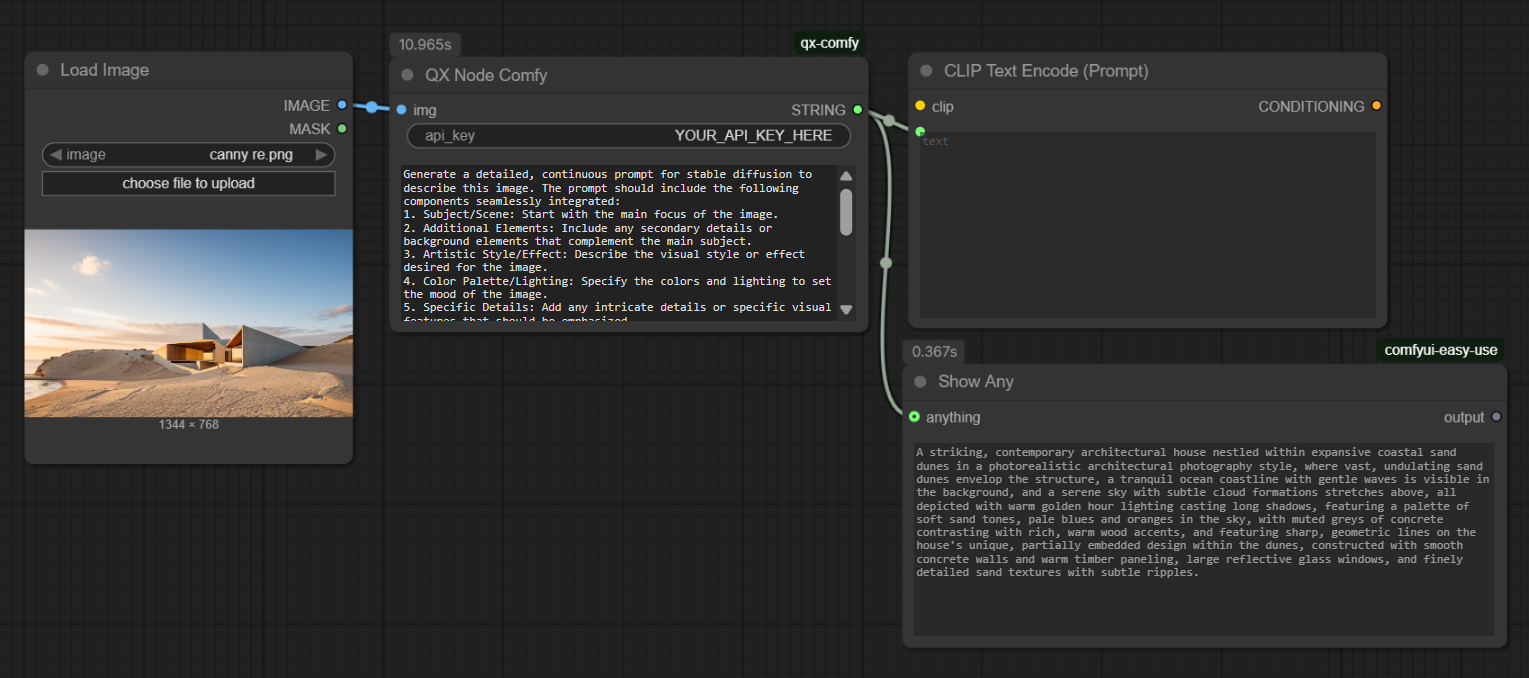 Load Image
IMAGE
MASK
image canny re.png
choose file to upload
1344 × 768
10.965s
qx-comfy
QX Node Comfy
img STRING
api_key YOUR_API_KEY_HERE
Generate a detailed, continuous prompt for stable diffusion to
describe this image. The prompt should include the following
components seamlessly integrated:
1. Subject/Scene: Start with the main focus of the image.
2. Additional Elements: Include any secondary details or
background elements that complement the main subject.
3. Artistic Style/Effect: Describe the visual style or effect
desired for the image.
4. Color Palette/Lighting: Specify the colors and lighting to set
the mood of the image.
5. Specific Details: Add any intricate details or specific visual
features that should be emphasized
CLIP Text Encode (Prompt)
clip CONDITIONING
text
0.367s
comfyui-easy-use
Show Any
anything output
A striking, contemporary architectural house nestled within expansive coastal sand
dunes in a photorealistic architectural photography style, where vast, undulating sand
dunes envelop the structure, a tranquil ocean coastline with gentle waves is visible in
the background, and a serene sky with subtle cloud formations stretches above, all
depicted with warm golden hour lighting casting long shadows, featuring a palette of
soft sand tones, pale blues and oranges in the sky, with muted greys of concrete
contrasting with rich, warm wood accents, and featuring sharp, geometric lines on the
house's unique, partially embedded design within the dunes, constructed with smooth
concrete walls and warm timber paneling, large reflective glass windows, and finely
detailed sand textures with subtle ripples.